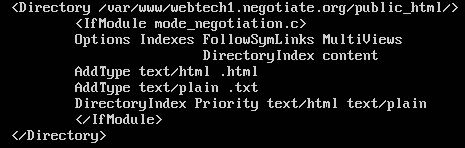 <Directory /var/www/webtech1.negotiate.org/public_html/>
<IfModule mode_negotiation.c>
Options Indexes FollowSymLinks MultiViews
DirectoryIndex content
AddType text/html .html
AddType text/plain .txt
DirectoryIndex Priority text/html text/plain
</IfModule>
</Directory>